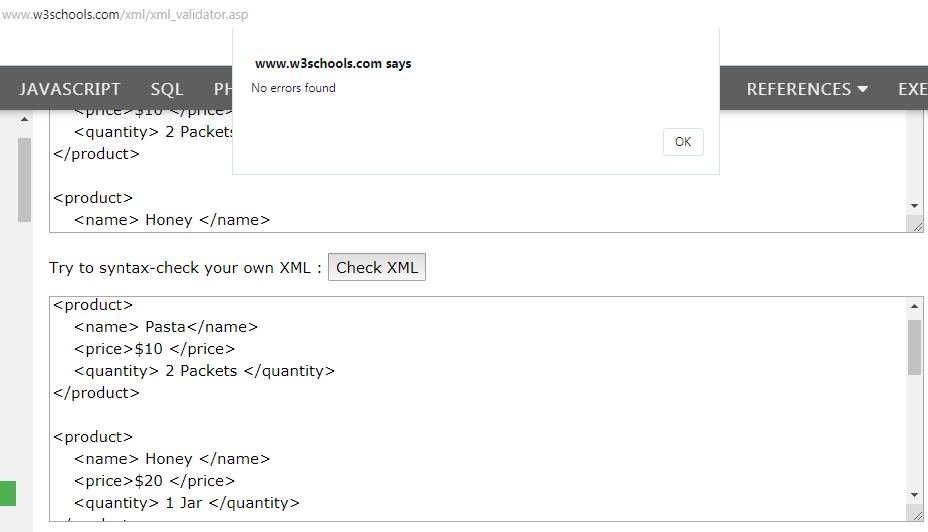 www.w3schools.com/xml/xml_validator.asp
www.w3schools.com says
No errors found
OK
JAVASCRIPT SQL PH REFERENCES EXE
<price>$10 </price>
<quantity> 2 Packets
</product>
<product>
<name> Honey </name>
Try to syntax-check your own XML : Check XML
<product>
<name> Pasta</name>
<price>$10 </price>
<quantity> 2 Packets </quantity>
</product>
<product>
<name> Honey </name>
<price>$20 </price>
<quantity> 1 Jar </quantity>